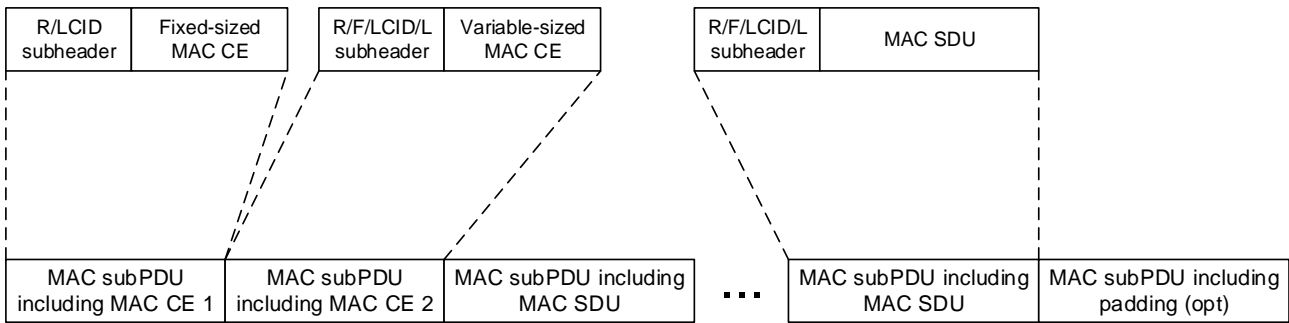 R/LCID
subheader
Fixed-sized
MAC CE
R/F/LCID/L
subheader
Variable-sized
MAC CE
R/F/LCID/L
subheader
MAC SDU
MAC subPDU
including MAC CE 1
MAC subPDU
including MAC CE 2
MAC subPDU including
MAC SDU
...
MAC subPDU including
MAC SDU
MAC subPDU including
padding (opt)